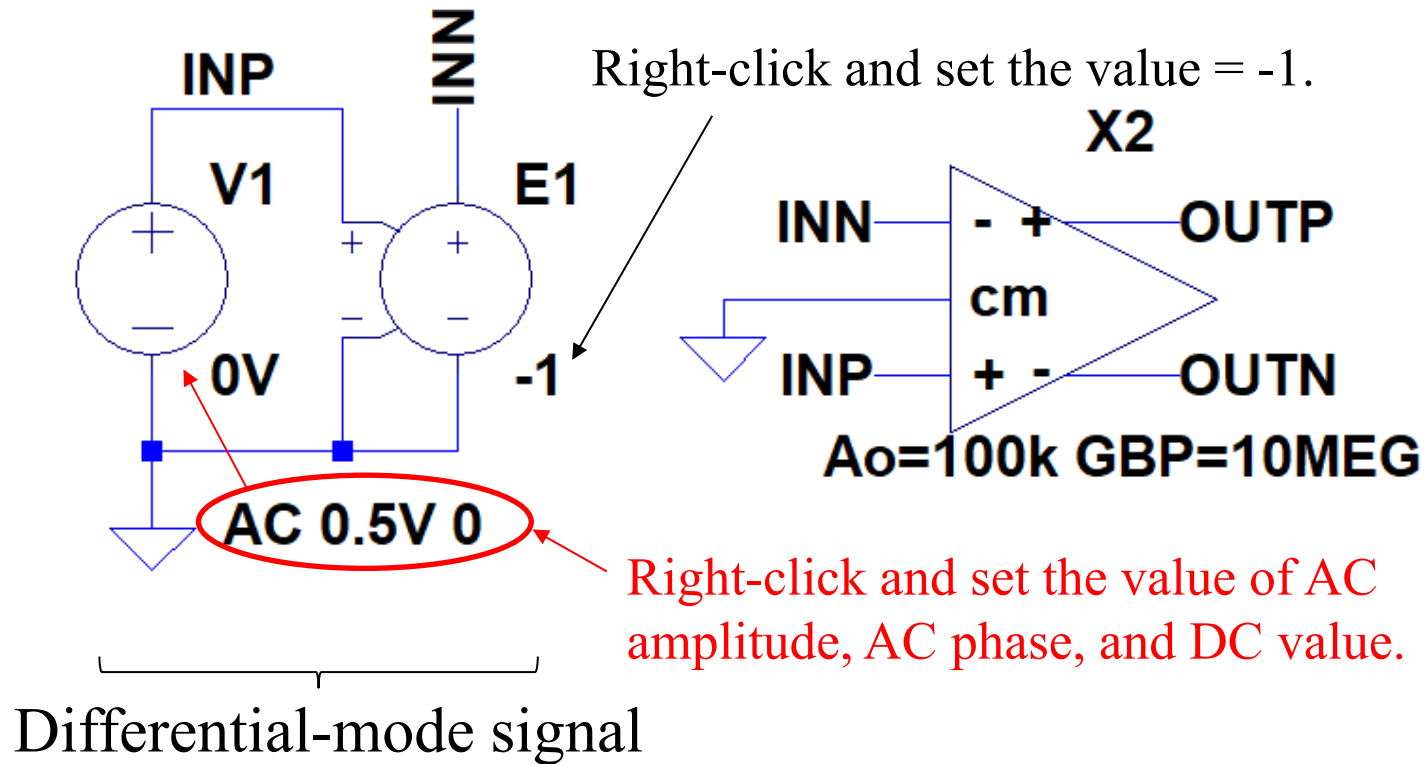 INP
INN
Right-click and set the value = -1.
V1
E1
+
-
+
-
+
-
0V
-1
AC 0.5V 0
X2
INN
- +
OUTP
cm
INP
+ -
OUTN
Ao=100k GBP=10MEG
Right-click and set the value of AC
amplitude, AC phase, and DC value.
Differential-mode signal